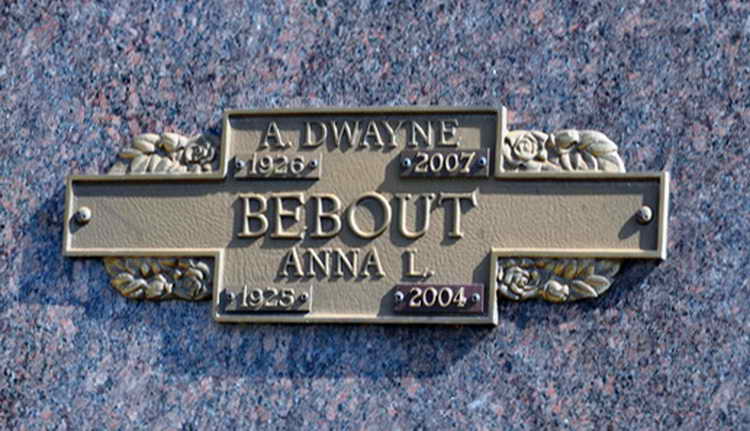 A. DWAYNE
1926 2007
BEBOUT
ANNA L.
1925 2004